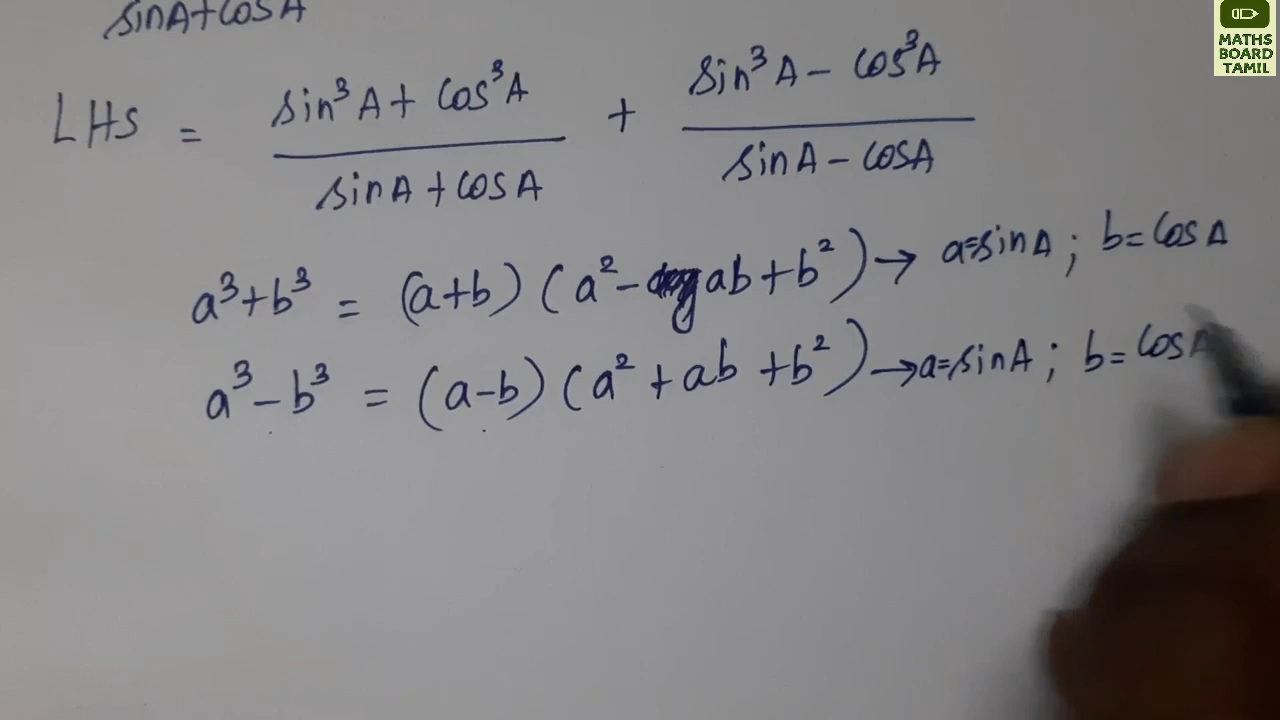 sinA+cosA
LHS = sin³A + cos³A / sinA + cosA + sin³A - cos³A / sinA - cosA
a³+b³ = (a+b) (a² - ab + b²) → a=sinA ; b=cosA
a³-b³ = (a-b) (a² + ab + b²) → a=sinA ; b=cosA
MATHS
BOARD
TAMIL